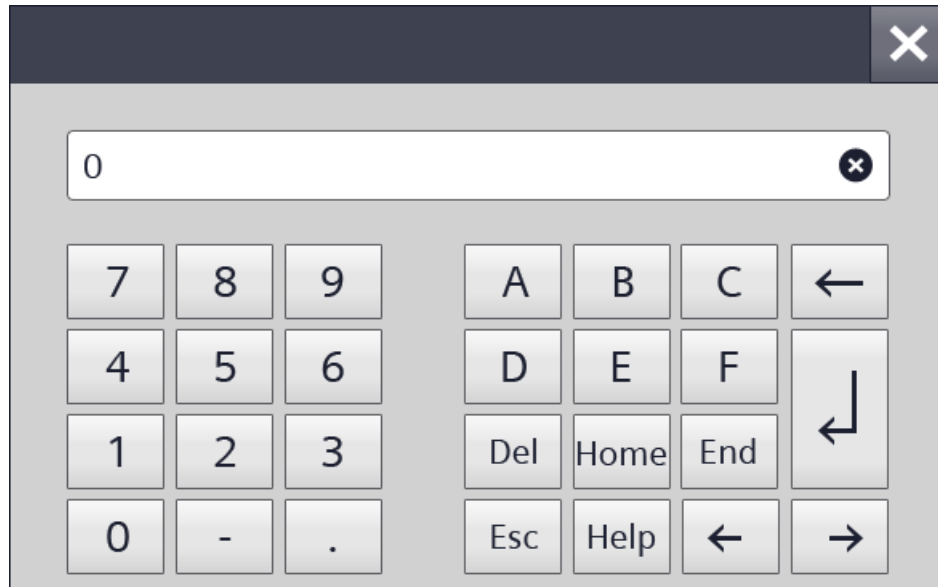 0
7 8 9 A B C ←
4 5 6 D E F ↵
1 2 3 Del Home End
0 - . Esc Help ← →